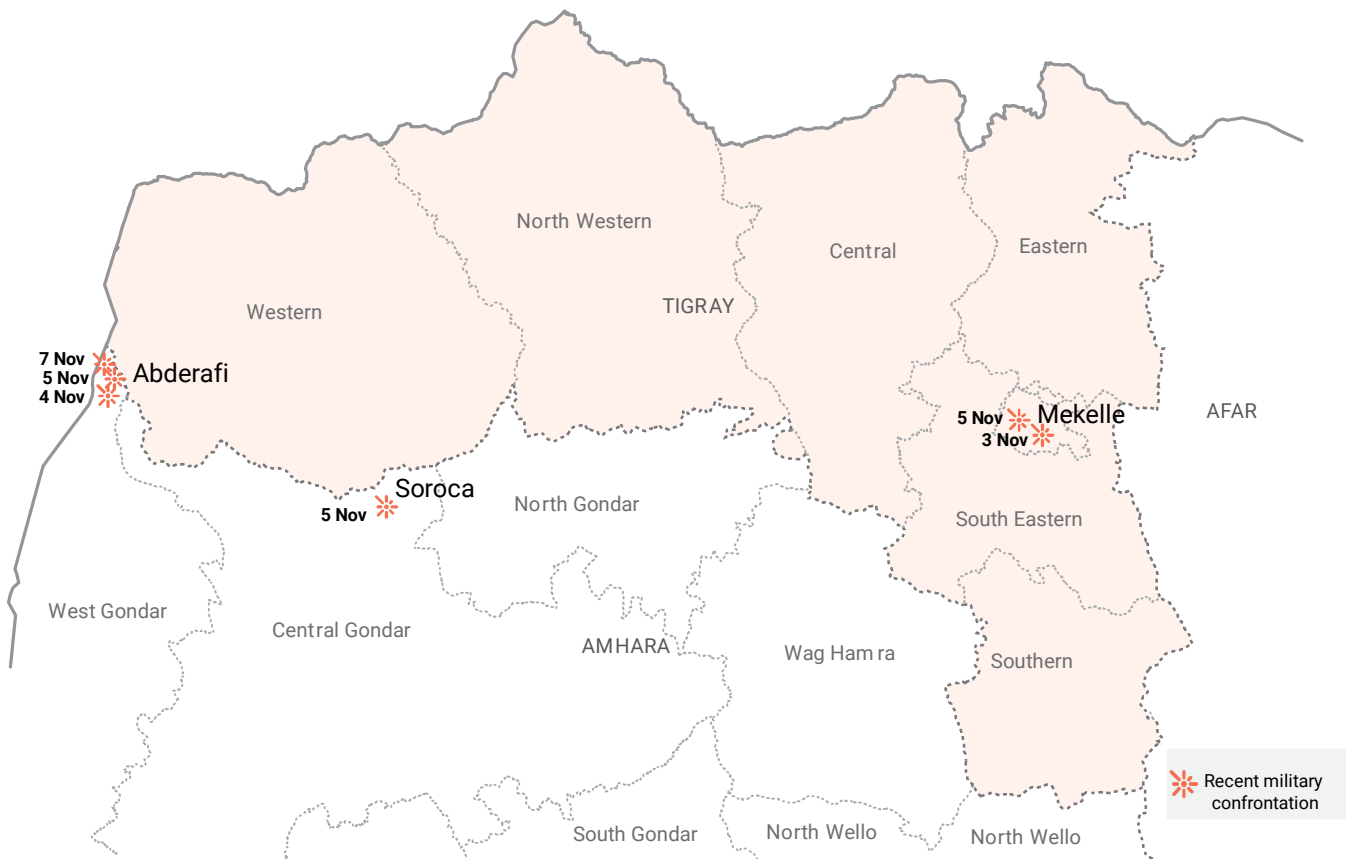 North Western
Central
Eastern
TIGRAY
Western
7 Nov
5 Nov
4 Nov
Abderafi
5 Nov
3 Nov
Mekelle
AFAR
Soroca
5 Nov
North Gondar
South Eastern
West Gondar
Central Gondar
AMHARA
Wag Hamra
Southern
Recent military
confrontation
South Gondar
North Wello
North Wello